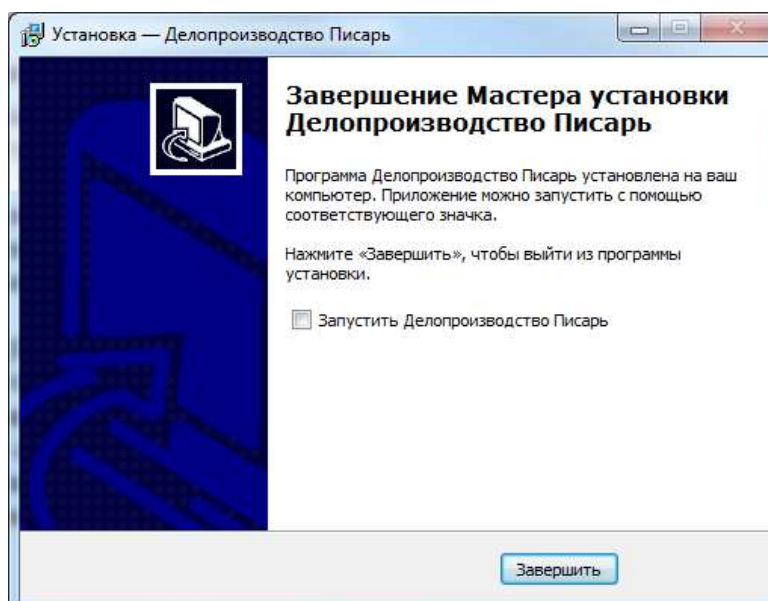 Установка — Делопроизводство Писарь
Завершение Мастера установки
Делопроизводство Писарь
Программа Делопроизводство Писарь установлена на ваш
компьютер. Приложение можно запустить с помощью
соответствующего значка.
Нажмите «Завершить», чтобы выйти из программы
установки.
Запустить Делопроизводство Писарь
Завершить